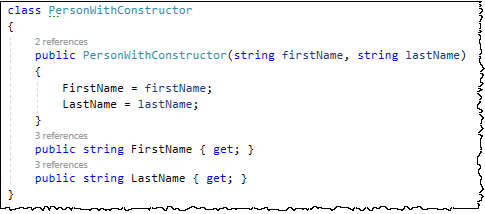 class PersonWithConstructor
{
2 references
public PersonWithConstructor(string firstName, string lastName)
{
FirstName = firstName;
LastName = lastName;
}
3 references
public string FirstName { get; }
3 references
public string LastName { get; }
}